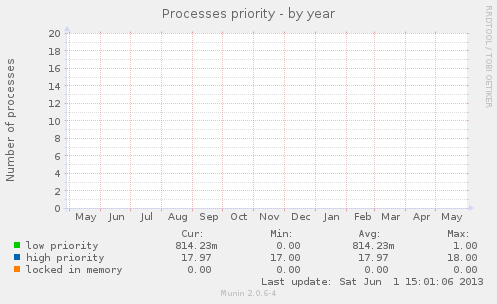 Processes priority - by year
RRDTOOL / TOBI OETIKER
Number of processes
20
18
16
14
12
10
8
6
4
2
0
May Jun Jul Aug Sep Oct Nov Dec Jan Feb Mar Apr May
Cur: Min: Avg: Max:
low priority 814.23m 0.00 814.23m 1.00
high priority 17.97 17.00 17.97 18.00
locked in memory 0.00 0.00 0.00 0.00
Last update: Sat Jun 1 15:01:06 2013
Munin 2.0.6-4